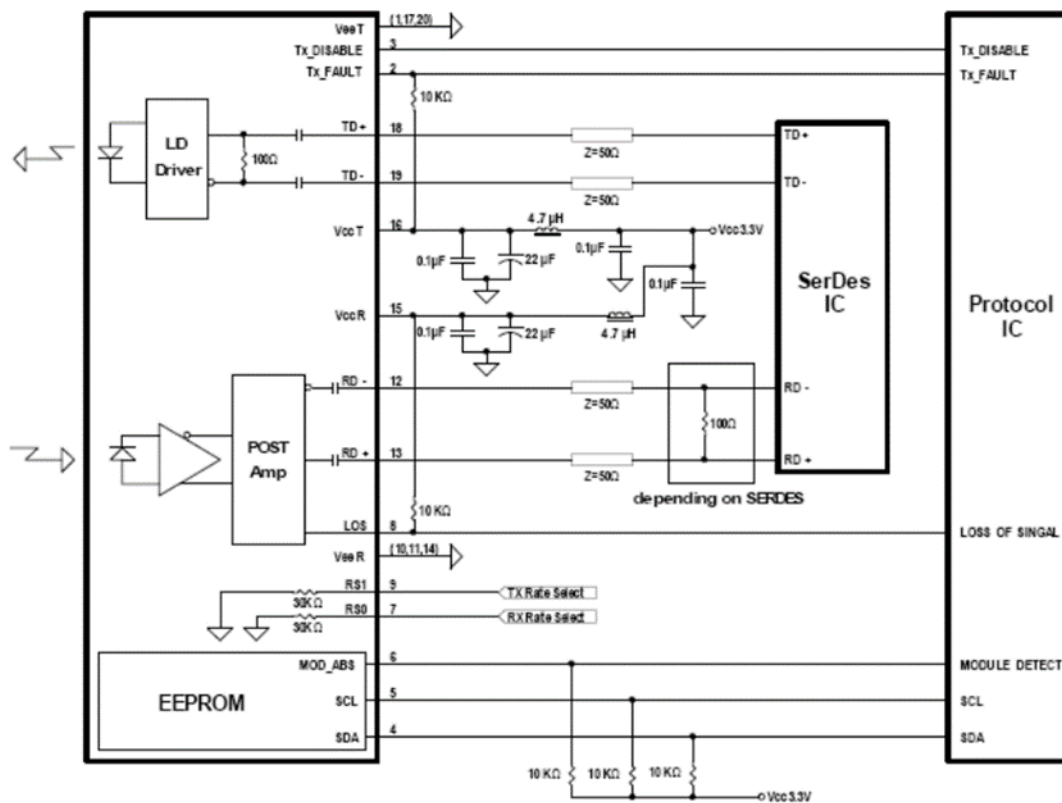 VeeT (1,17,20)
Tx_DISABLE 3 Tx_DISABLE
Tx_FAULT 2 Tx_FAULT
10 KΩ
LD Driver
100Ω
TD+ 18 Z=50Ω TD+
TD- 19 Z=50Ω TD-
VccT 16 4.7 μH Vcc3.3V
0.1μF 22 μF 0.1μF
0.1μF
SerDes IC
Protocol IC
VccR 15 4.7 μH
0.1μF 22 μF
RD - 12 Z=50Ω RD -
100Ω
POST Amp
RD + 13 Z=50Ω RD +
depending on SERDES
10 KΩ
LOS 8 LOSS OF SINGAL
VeeR (10,11,14)
RS1 9 TX Rate Select
30KΩ
RS0 7 RX Rate Select
30KΩ
MOD_ABS 6 MODULE DETECT
EEPROM
SCL 5 SCL
SDA 4 SDA
10 KΩ 10 KΩ 10 KΩ
Vcc3.3V